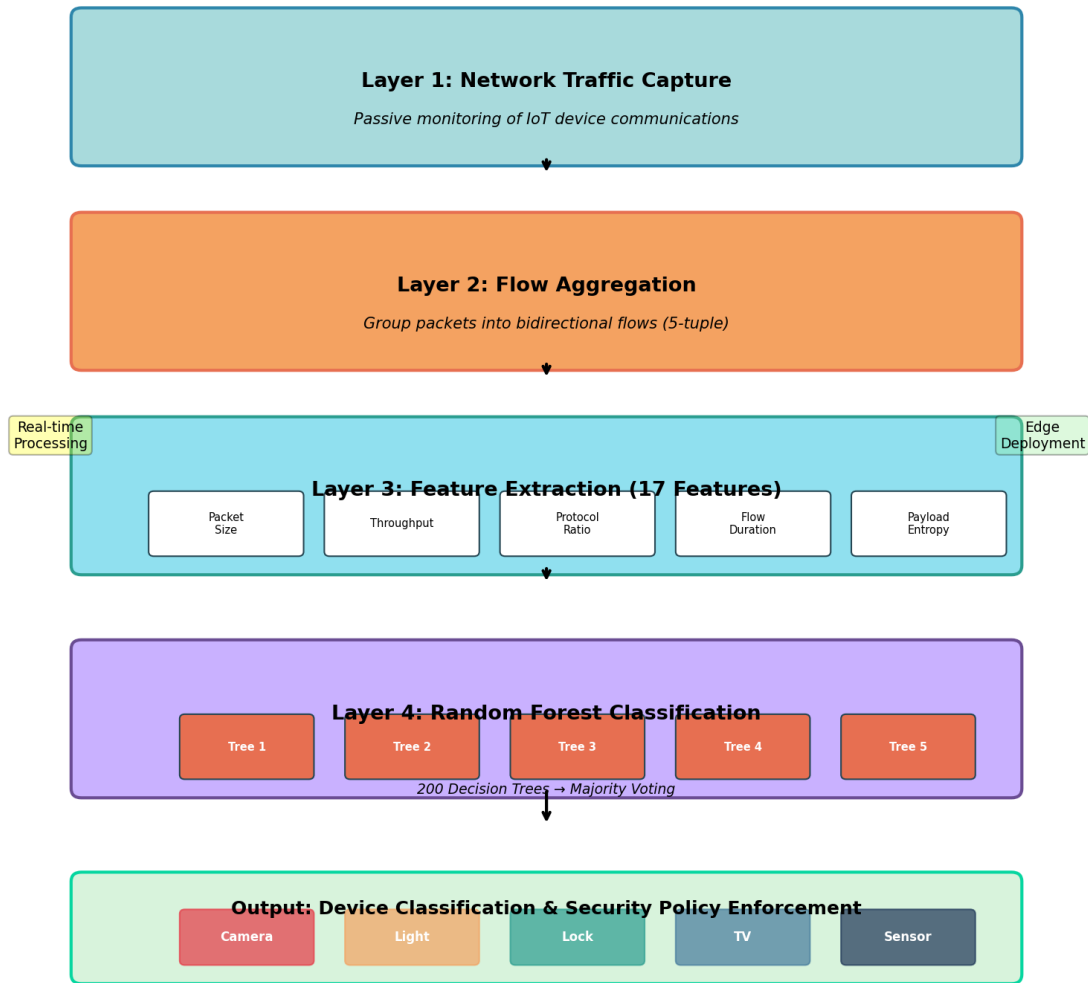 Layer 1: Network Traffic Capture
Passive monitoring of IoT device communications
Layer 2: Flow Aggregation
Group packets into bidirectional flows (5-tuple)
Real-time
Processing
Edge
Deployment
Layer 3: Feature Extraction (17 Features)
Packet
Size
Throughput
Protocol
Ratio
Flow
Duration
Payload
Entropy
Layer 4: Random Forest Classification
Tree 1
Tree 2
Tree 3
Tree 4
Tree 5
200 Decision Trees → Majority Voting
Output: Device Classification & Security Policy Enforcement
Camera
Light
Lock
TV
Sensor